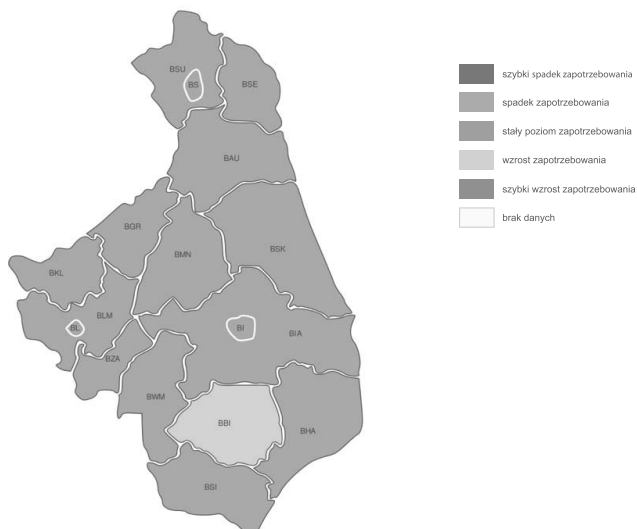 BSU
BS
BSE
BAU
BGR
BMN
BSK
BKL
BLM
BL
BI
BIA
BZA
BWM
BBI
BHA
BSI
szybki spadek zapotrzebowania
spadek zapotrzebowania
stały poziom zapotrzebowania
wzrost zapotrzebowania
szybki wzrost zapotrzebowania
brak danych